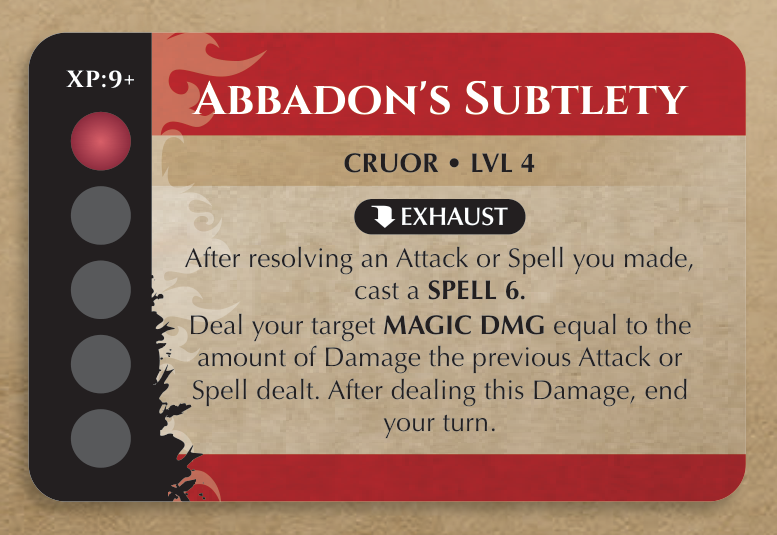 XP:9+
Abbadon's Subtlety
CRUOR • LVL 4
EXHAUST
After resolving an Attack or Spell you made,
cast a SPELL 6.
Deal your target MAGIC DMG equal to the
amount of Damage the previous Attack or
Spell dealt. After dealing this Damage, end
your turn.